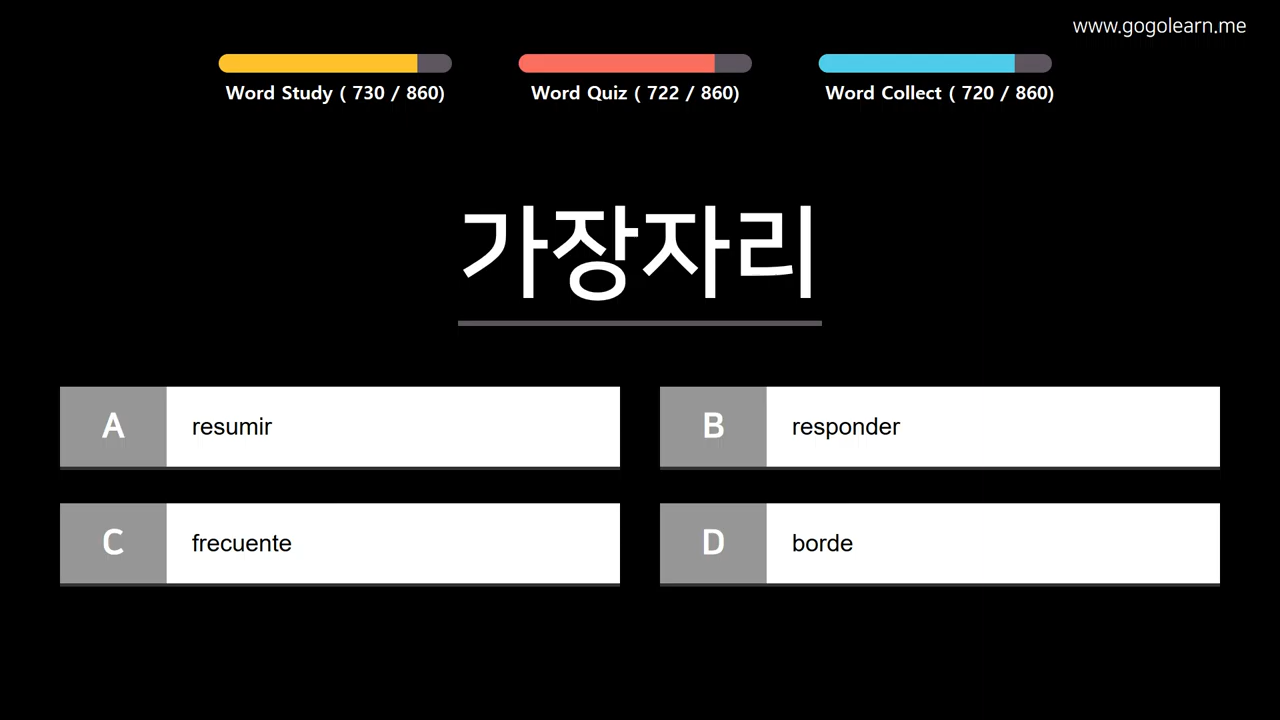 www.gogolearn.me
Word Study ( 730 / 860)
Word Quiz ( 722 / 860)
Word Collect ( 720 / 860)
가장자리
A resumir
B responder
C frecuente
D borde